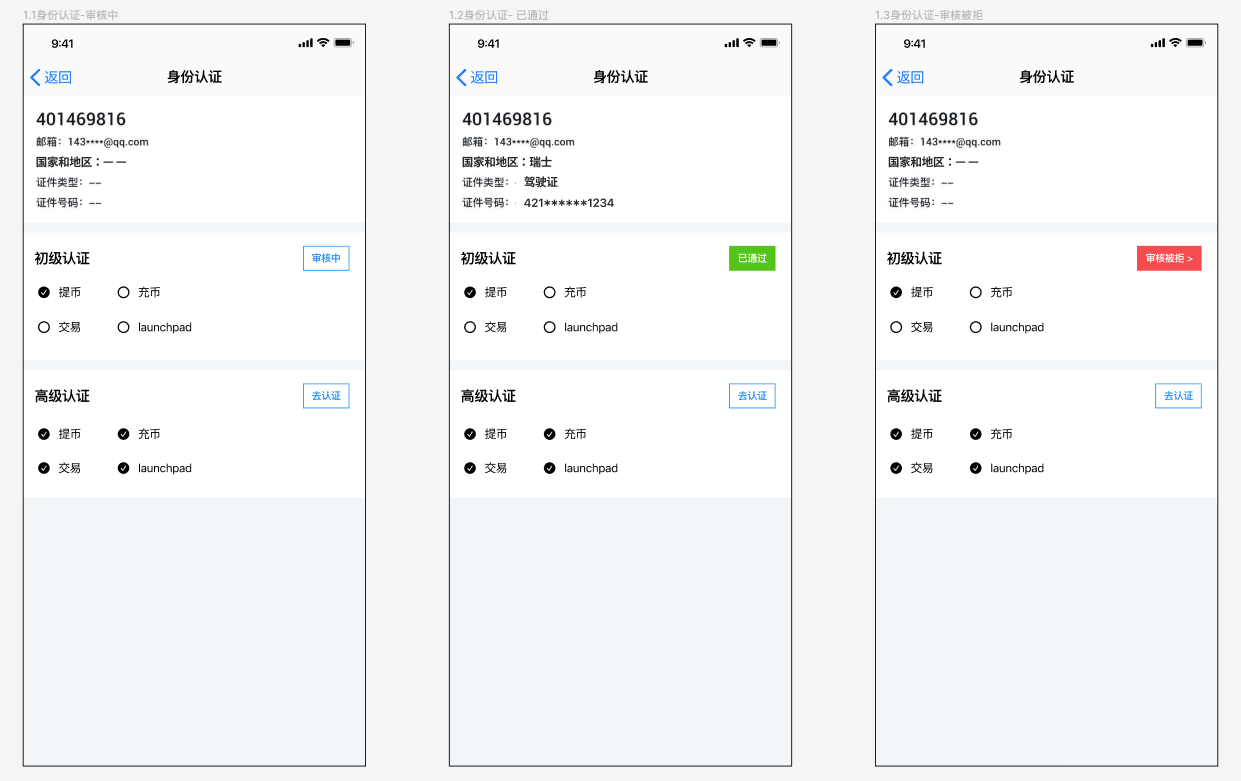 1.1身份认证-审核中
9:41
返回
身份认证
401469816
邮箱：143****@qq.com
国家和地区：— —
证件类型：--
证件号码：--
初级认证
审核中
提币
充币
交易
launchpad
高级认证
去认证
提币
充币
交易
launchpad
1.2身份认证- 已通过
9:41
返回
身份认证
401469816
邮箱：143****@qq.com
国家和地区：瑞士
证件类型： 驾驶证
证件号码： 421******1234
初级认证
已通过
提币
充币
交易
launchpad
高级认证
去认证
提币
充币
交易
launchpad
1.3身份认证-审核被拒
9:41
返回
身份认证
401469816
邮箱：143****@qq.com
国家和地区：— —
证件类型：--
证件号码：--
初级认证
审核被拒 >
提币
充币
交易
launchpad
高级认证
去认证
提币
充币
交易
launchpad